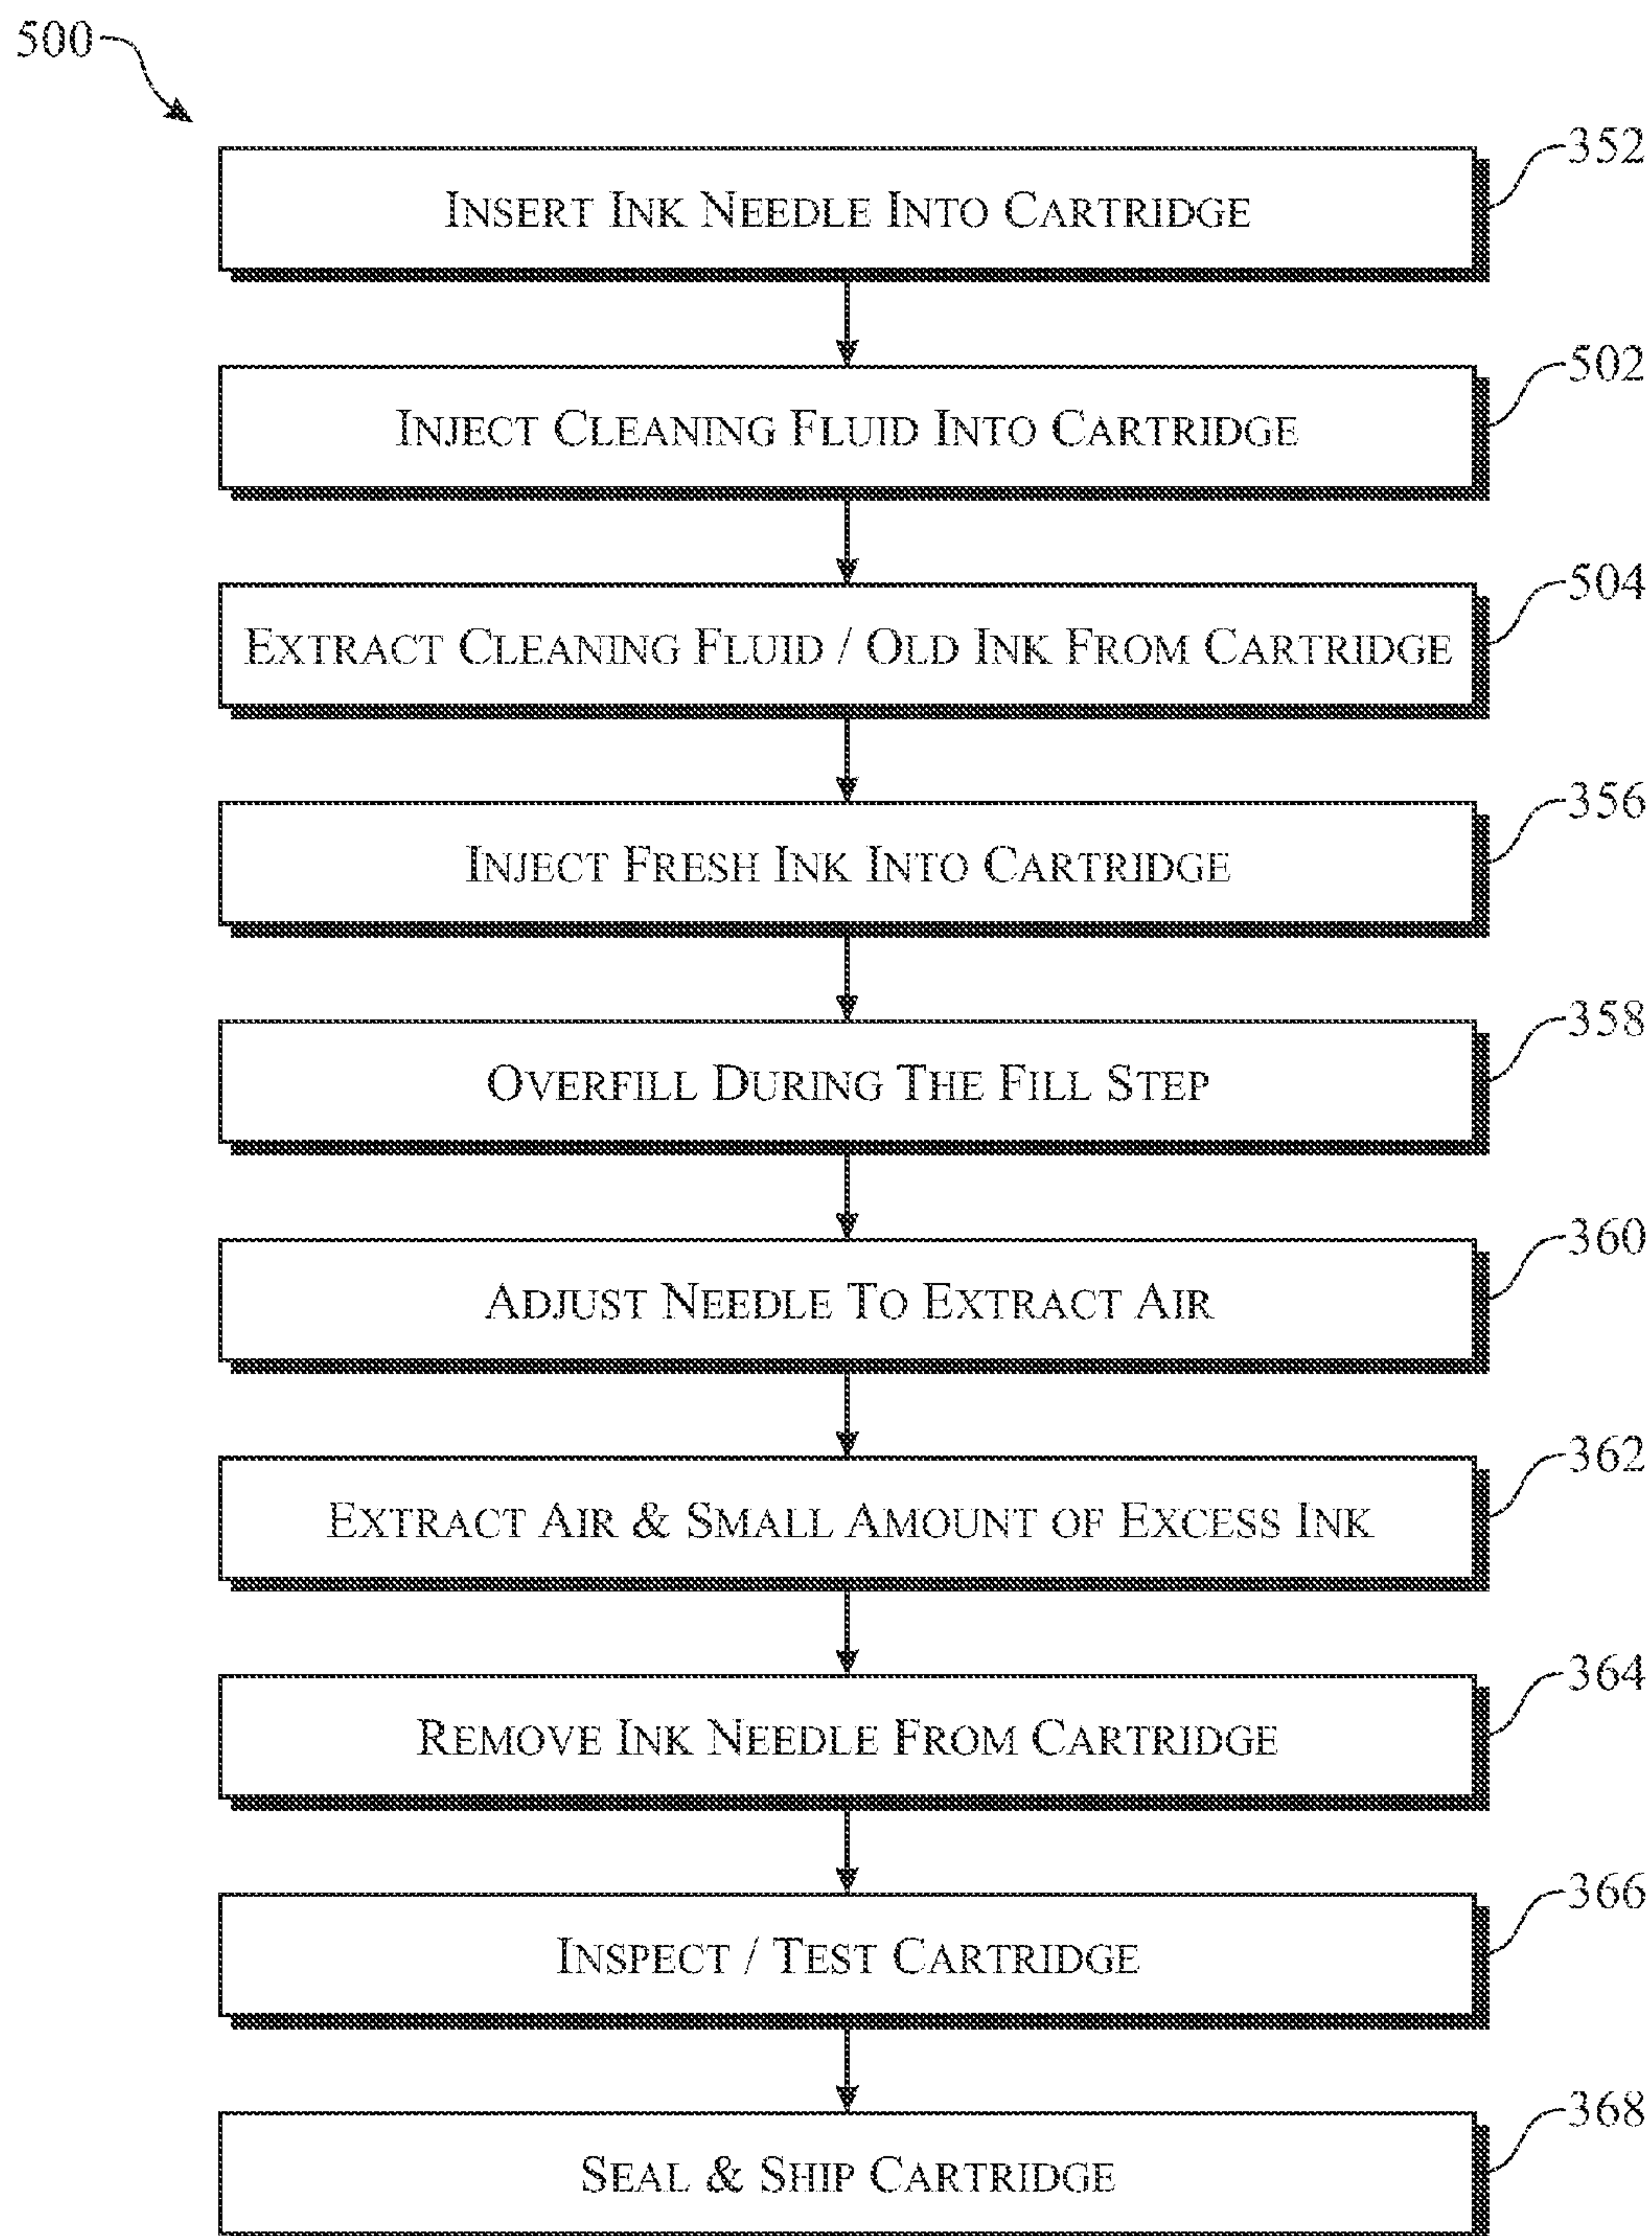 500
352
INSERT INK NEEDLE INTO CARTRIDGE
502
INJECT CLEANING FLUID INTO CARTRIDGE
504
EXTRACT CLEANING FLUID / OLD INK FROM CARTRIDGE
356
INJECT FRESH INK INTO CARTRIDGE
358
OVERFILL DURING THE FILL STEP
360
ADJUST NEEDLE TO EXTRACT AIR
362
EXTRACT AIR & SMALL AMOUNT OF EXCESS INK
364
REMOVE INK NEEDLE FROM CARTRIDGE
366
INSPECT / TEST CARTRIDGE
368
SEAL & SHIP CARTRIDGE